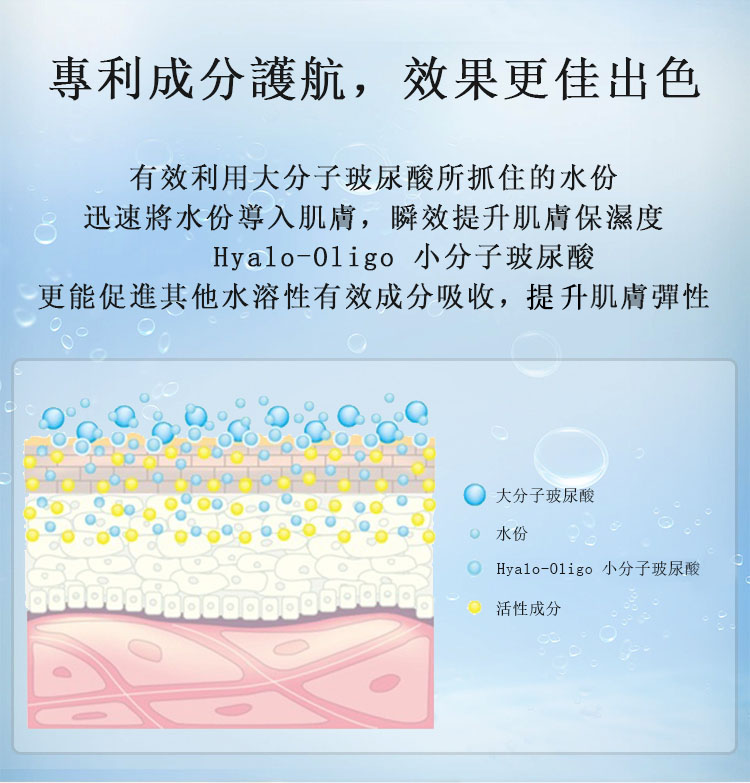 專利成分護航，效果更佳出色
有效利用大分子玻尿酸所抓住的水份
迅速將水份導入肌膚，瞬效提升肌膚保濕度
Hyalo-Oligo 小分子玻尿酸
更能促進其他水溶性有效成分吸收，提升肌膚彈性
大分子玻尿酸
水份
Hyalo-Oligo 小分子玻尿酸
活性成分